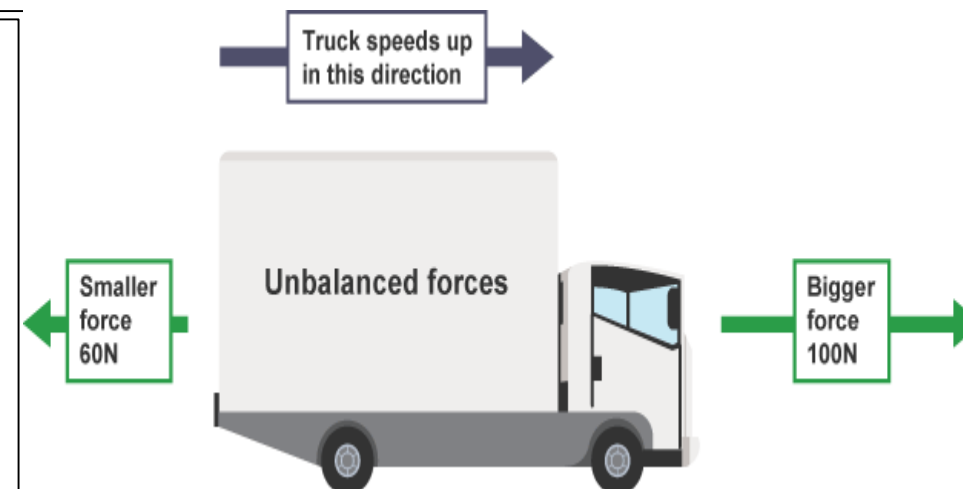 Truck speeds up
in this direction
Unbalanced forces
Smaller
force
60N
Bigger
force
100N